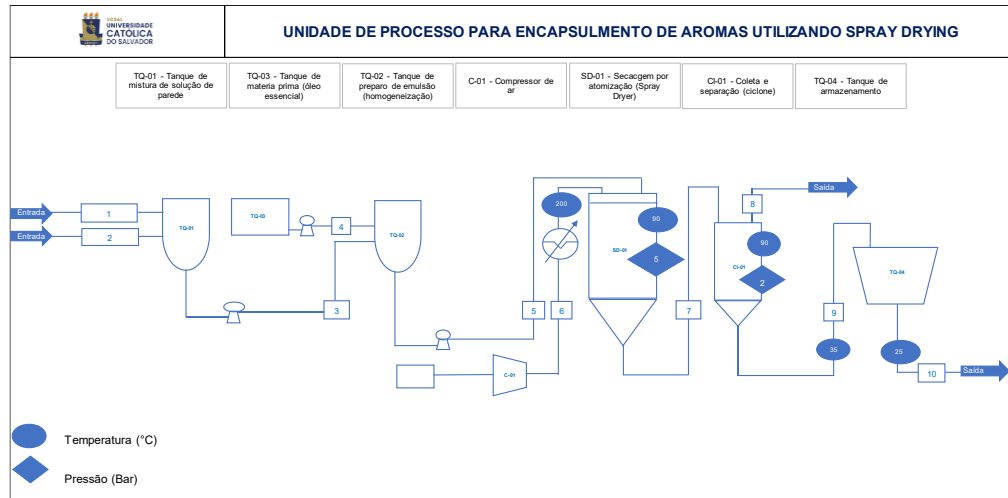 UCSAL
UNIVERSIDADE
CATÓLICA
DO SALVADOR
UNIDADE DE PROCESSO PARA ENCAPSULMENTO DE AROMAS UTILIZANDO SPRAY DRYING
TQ-01 - Tanque de
mistura de solução de
parede
TQ-03 - Tanque de
materia prima (óleo
essencial)
TQ-02 - Tanque de
preparo de emulsão
(homogeneização)
C-01 - Compressor de
ar
SD-01 - Secacgem por
atomização (Spray
Dryer)
CI-01 - Coleta e
separação (ciclone)
TQ-04 - Tanque de
armazenamento
Entrada
1
Entrada
2
TQ-01
TQ-03
4
TQ-02
3
200
90
SD-01
5
5
6
C-01
7
8
Saída
90
CI-01
2
9
35
TQ-04
25
10
Saída
Temperatura (°C)
Pressão (Bar)